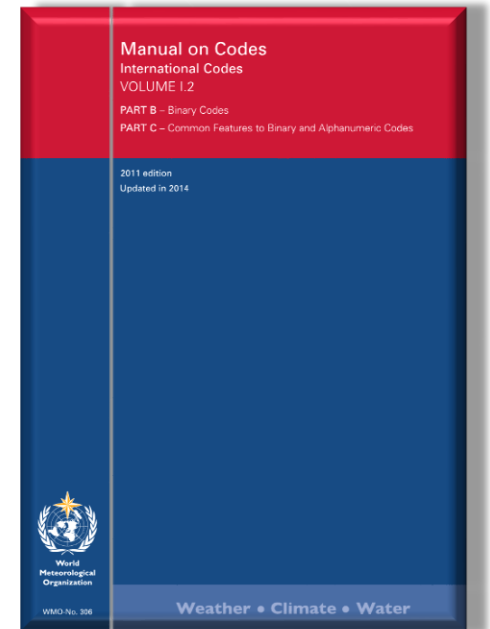 Manual on Codes
International Codes
VOLUME I.2
PART B – Binary Codes
PART C – Common Features to Binary and Alphanumeric Codes
2011 edition
Updated in 2014
World
Meteorological
Organization
WMO-No. 306
Weather • Climate • Water